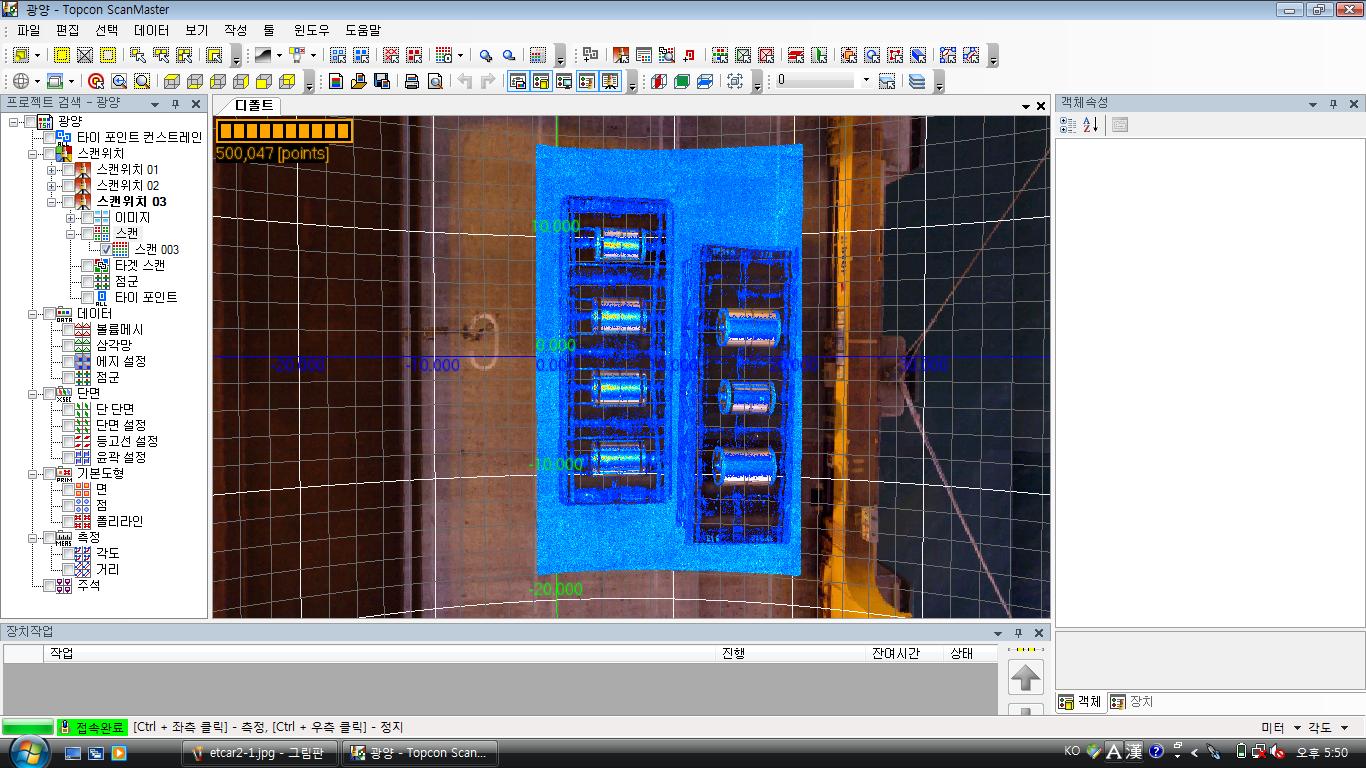 광양 - Topcon ScanMaster
파일 편집 선택 데이터 보기 작성 툴 윈도우 도움말
0
프로젝트 검색 - 광양
디폴트
객체속성
광양
타이 포인트 컨스트레인
스캔위치
스캔위치 01
스캔위치 02
스캔위치 03
이미지
스캔
스캔 003
타겟 스캔
점군
타이 포인트
데이터
볼륨메시
삼각망
에지 설정
점군
단면
단 단면
단면 설정
등고선 설정
윤곽 설정
기본도형
면
점
폴리라인
측정
각도
거리
주석
500,047 [points]
10.000
0.000
-20.000 -10.000 0.000 20.000 30.000
-10.000
-20.000
장치작업
작업 진행 잔여시간 상태
객체 장치
접속완료 [Ctrl + 좌측 클릭] - 측정, [Ctrl + 우측 클릭] - 정지
미터 각도
etcar2-1.jpg - 그림판
광양 - Topcon Scan...
KO A 漢 오후 5:50